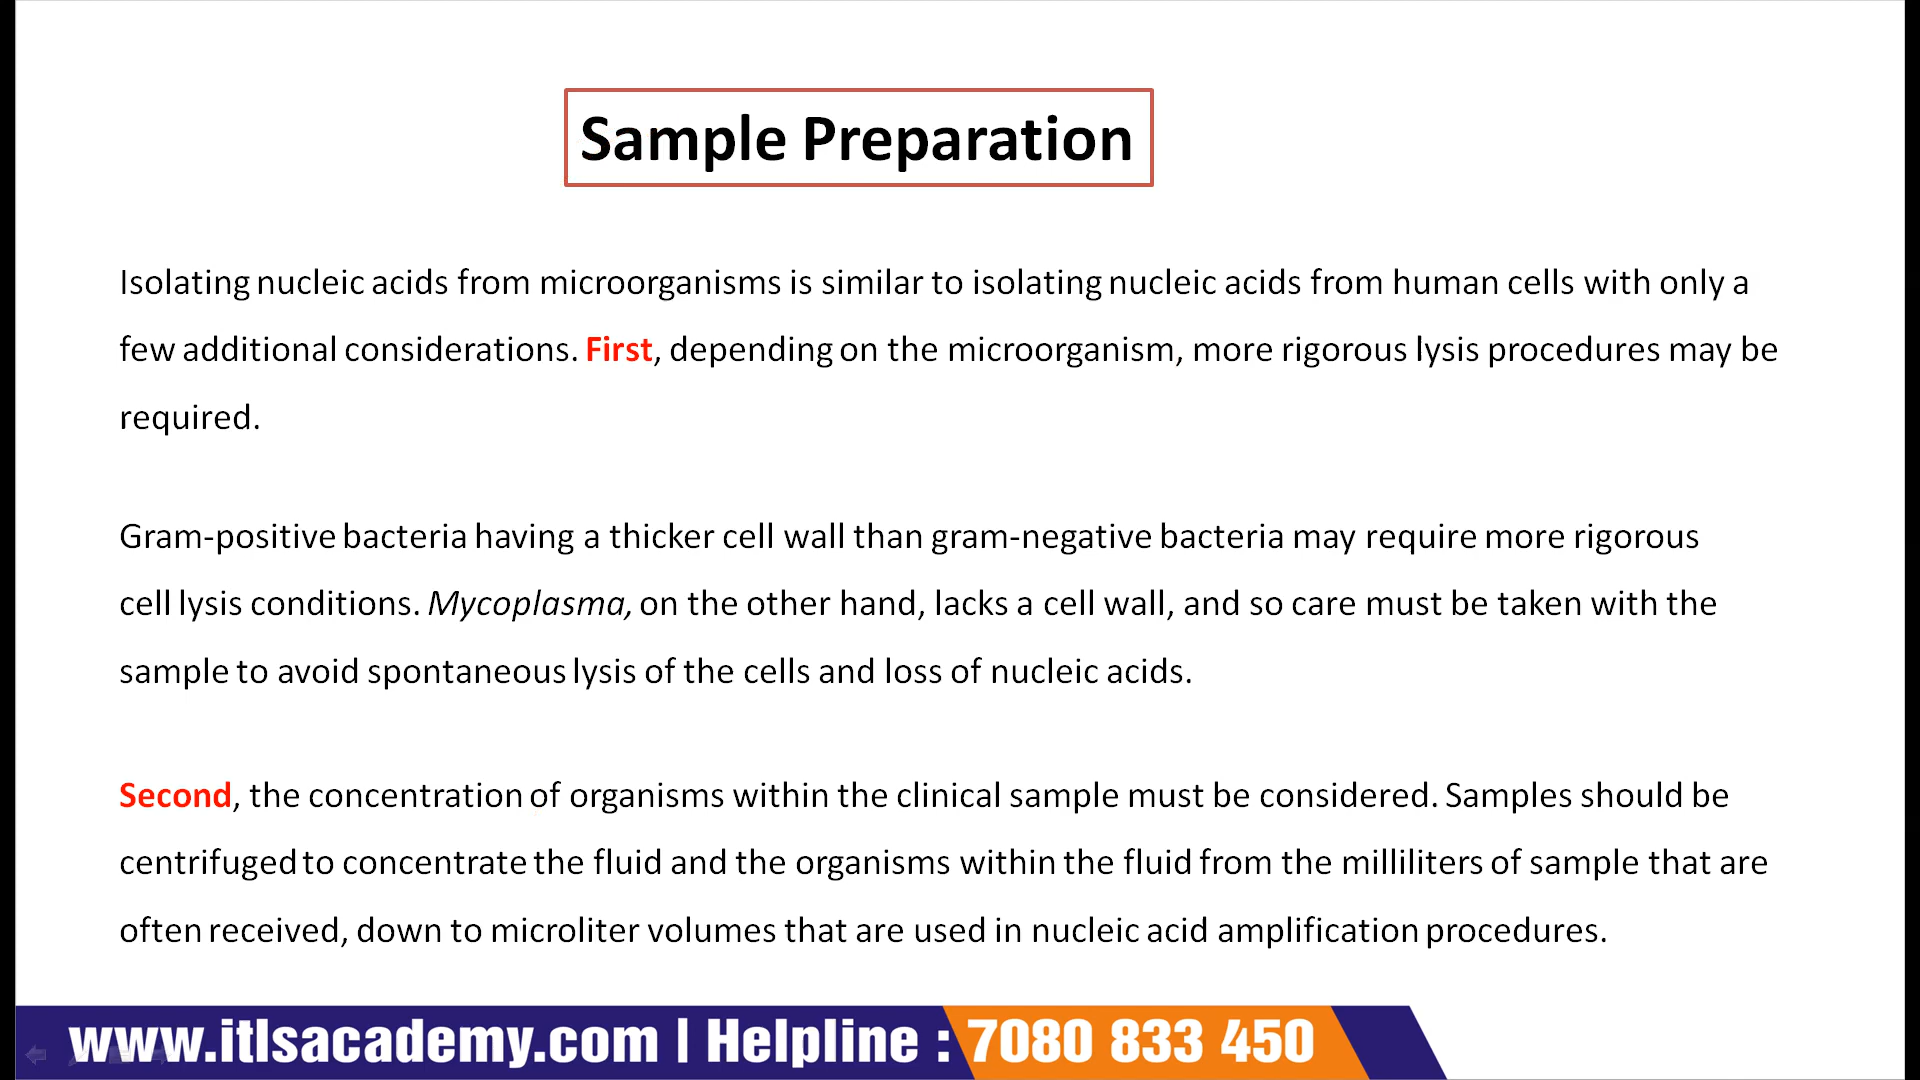 Sample Preparation
Isolating nucleic acids from microorganisms is similar to isolating nucleic acids from human cells with only a
few additional considerations. First, depending on the microorganism, more rigorous lysis procedures may be
required.
Gram-positive bacteria having a thicker cell wall than gram-negative bacteria may require more rigorous
cell lysis conditions. Mycoplasma, on the other hand, lacks a cell wall, and so care must be taken with the
sample to avoid spontaneous lysis of the cells and loss of nucleic acids.
Second, the concentration of organisms within the clinical sample must be considered. Samples should be
centrifuged to concentrate the fluid and the organisms within the fluid from the milliliters of sample that are
often received, down to microliter volumes that are used in nucleic acid amplification procedures.
www.itlsacademy.com | Helpline : 7080 833 450